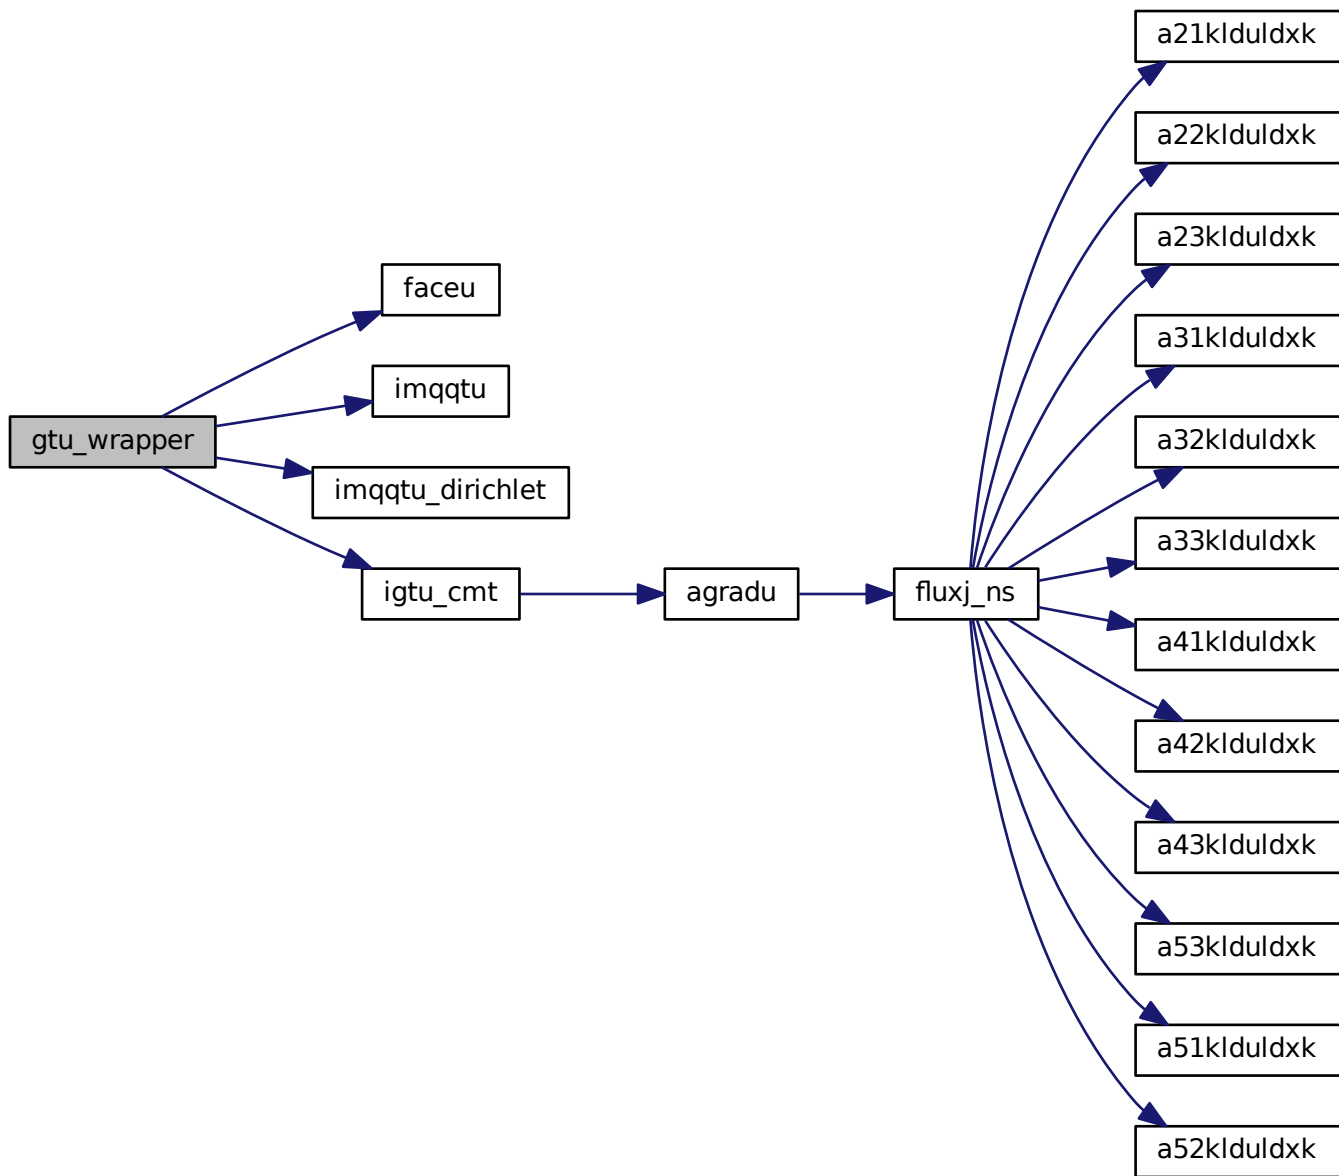 a21klduldxk
a22klduldxk
a23klduldxk
faceu
a31klduldxk
imqqtu
a32klduldxk
gtu_wrapper
imqqtu_dirichlet
a33klduldxk
igtu_cmt
agradu
fluxj_ns
a41klduldxk
a42klduldxk
a43klduldxk
a53klduldxk
a51klduldxk
a52klduldxk